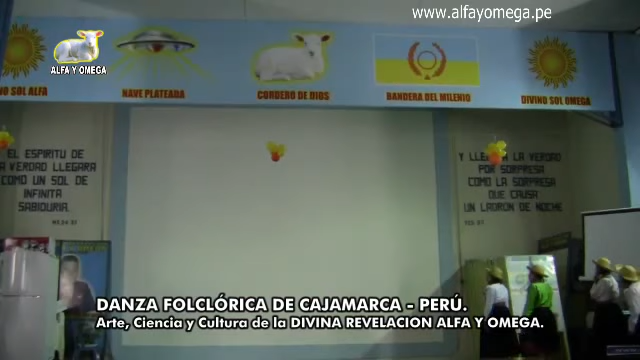 www.alfayomega.pe
ALFA Y OMEGA
NO SOL ALFA
NAVE PLATEADA
CORDERO DE DIOS
BANDERA DEL MILENIO
DIVINO SOL OMEGA
EL ESPIRITU DE
A VERDAD LLEGARA
COMO UN SOL DE
INFINITA
SABIDURIA.
Y LA VERDAD
POR SORPRESA
COMO LA SORPRESA
QUE CAUSA
UN LADRON DE NOCHE
DANZA FOLCLÓRICA DE CAJAMARCA - PERÚ.
Arte, Ciencia y Cultura de la DIVINA REVELACION ALFA Y OMEGA.